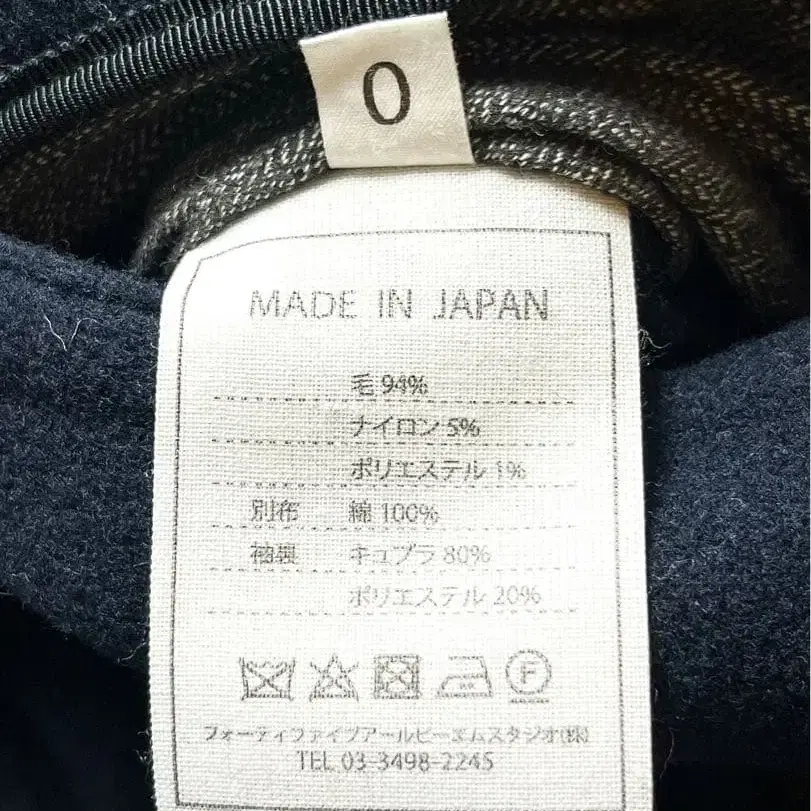 0
MADE IN JAPAN
毛 94%
ナイロン 5%
ポリエステル 1%
別布 綿 100%
袖裏 キュプラ 80%
ポリエステル 20%
F
フォーティファイブアールピーエムスタジオ(株)
TEL 03-3498-2245